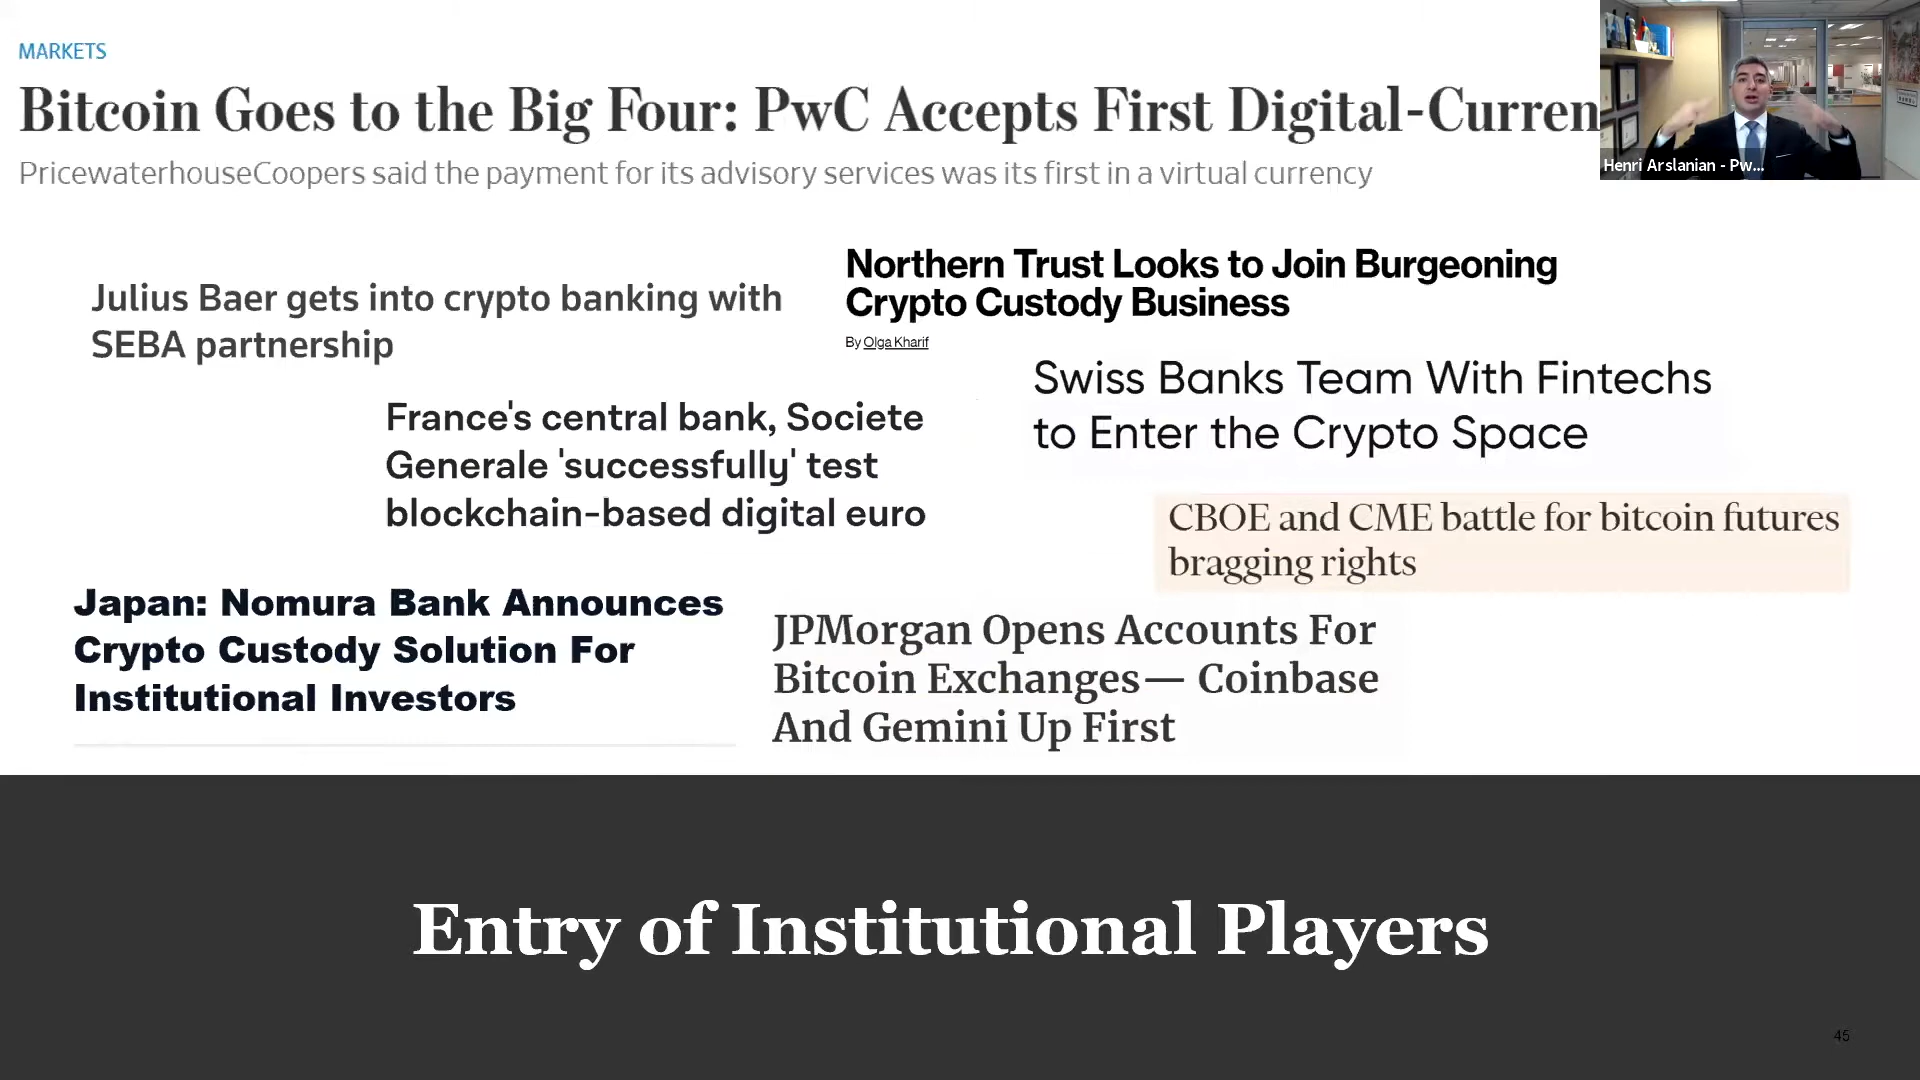 MARKETS
Bitcoin Goes to the Big Four: PwC Accepts First Digital-Curren
PricewaterhouseCoopers said the payment for its advisory services was its first in a virtual currency
Henri Arslanian - Pw...
Northern Trust Looks to Join Burgeoning
Crypto Custody Business
By Olga Kharif
Julius Baer gets into crypto banking with
SEBA partnership
Swiss Banks Team With Fintechs
to Enter the Crypto Space
France's central bank, Societe
Generale 'successfully' test
blockchain-based digital euro
CBOE and CME battle for bitcoin futures
bragging rights
Japan: Nomura Bank Announces
Crypto Custody Solution For
Institutional Investors
JPMorgan Opens Accounts For
Bitcoin Exchanges— Coinbase
And Gemini Up First
Entry of Institutional Players
45